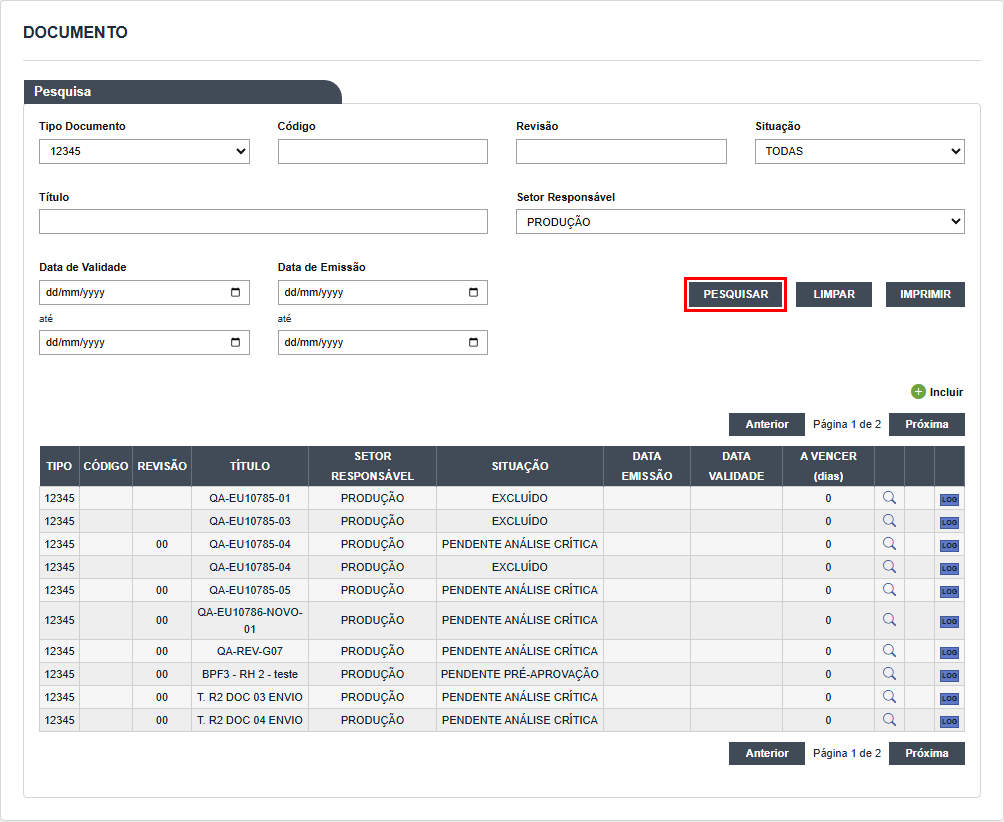 DOCUMENTO
Pesquisa
Tipo Documento Código Revisão Situação
12345 TODAS
Título Setor Responsável
PRODUÇÃO
Data de Validade Data de Emissão
dd/mm/yyyy dd/mm/yyyy PESQUISAR LIMPAR IMPRIMIR
até até
dd/mm/yyyy dd/mm/yyyy
Incluir
Anterior Página 1 de 2 Próxima
TIPO CÓDIGO REVISÃO TÍTULO SETOR RESPONSÁVEL SITUAÇÃO DATA EMISSÃO DATA VALIDADE A VENCER (dias)
12345 QA-EU10785-01 PRODUÇÃO EXCLUÍDO 0 LOG
12345 QA-EU10785-03 PRODUÇÃO EXCLUÍDO 0 LOG
12345 00 QA-EU10785-04 PRODUÇÃO PENDENTE ANÁLISE CRÍTICA 0 LOG
12345 QA-EU10785-04 PRODUÇÃO EXCLUÍDO 0 LOG
12345 00 QA-EU10785-05 PRODUÇÃO PENDENTE ANÁLISE CRÍTICA 0 LOG
12345 00 QA-EU10786-NOVO-01 PRODUÇÃO PENDENTE ANÁLISE CRÍTICA 0 LOG
12345 00 QA-REV-G07 PRODUÇÃO PENDENTE ANÁLISE CRÍTICA 0 LOG
12345 00 BPF3 - RH 2 - teste PRODUÇÃO PENDENTE PRÉ-APROVAÇÃO 0 LOG
12345 00 T. R2 DOC 03 ENVIO PRODUÇÃO PENDENTE ANÁLISE CRÍTICA 0 LOG
12345 00 T. R2 DOC 04 ENVIO PRODUÇÃO PENDENTE ANÁLISE CRÍTICA 0 LOG
Anterior Página 1 de 2 Próxima